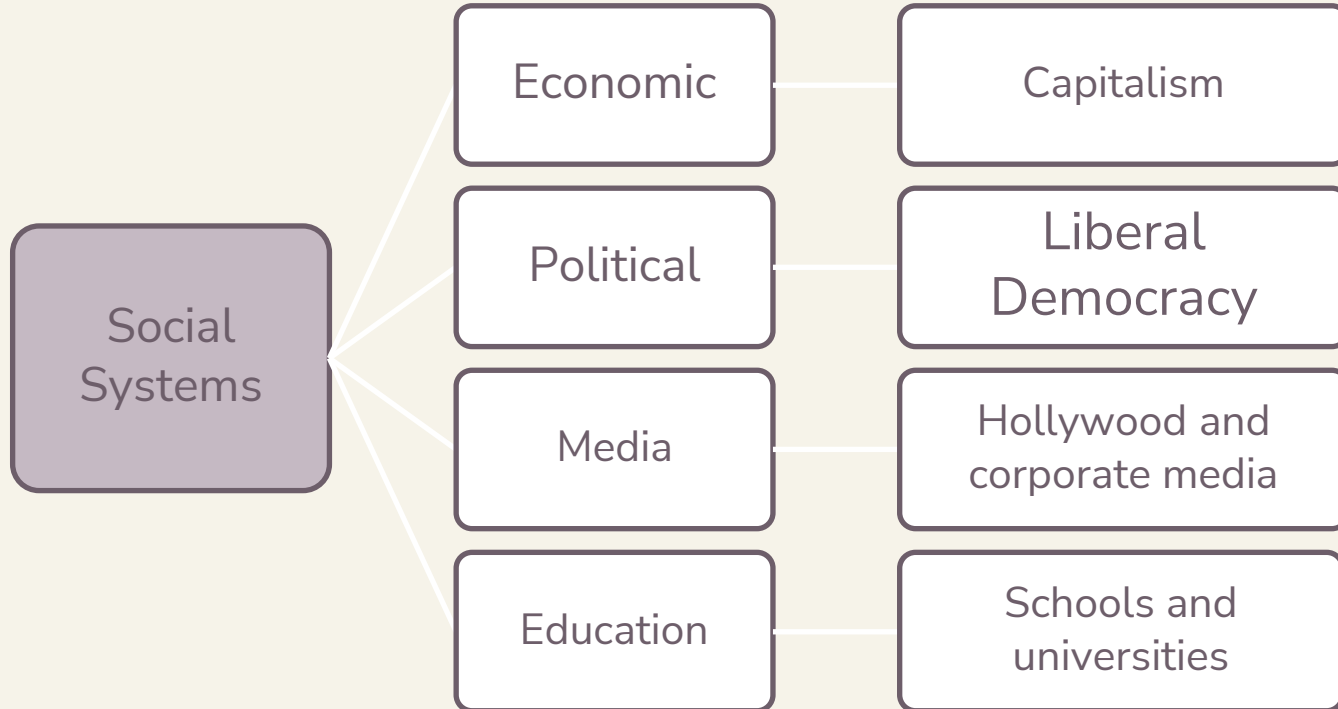 Economic
Capitalism
Political
Liberal
Democracy
Social
Systems
Media
Hollywood and
corporate media
Education
Schools and
universities